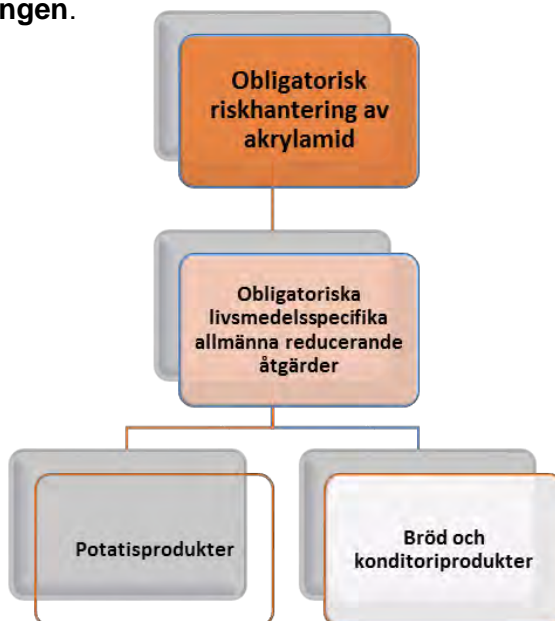 ngen.
Obligatorisk
riskhantering av
akrylamid
Obligatoriska
livsmedelsspecifika
allmänna reducerande
åtgärder
Potatisprodukter
Bröd och
konditoriprodukter